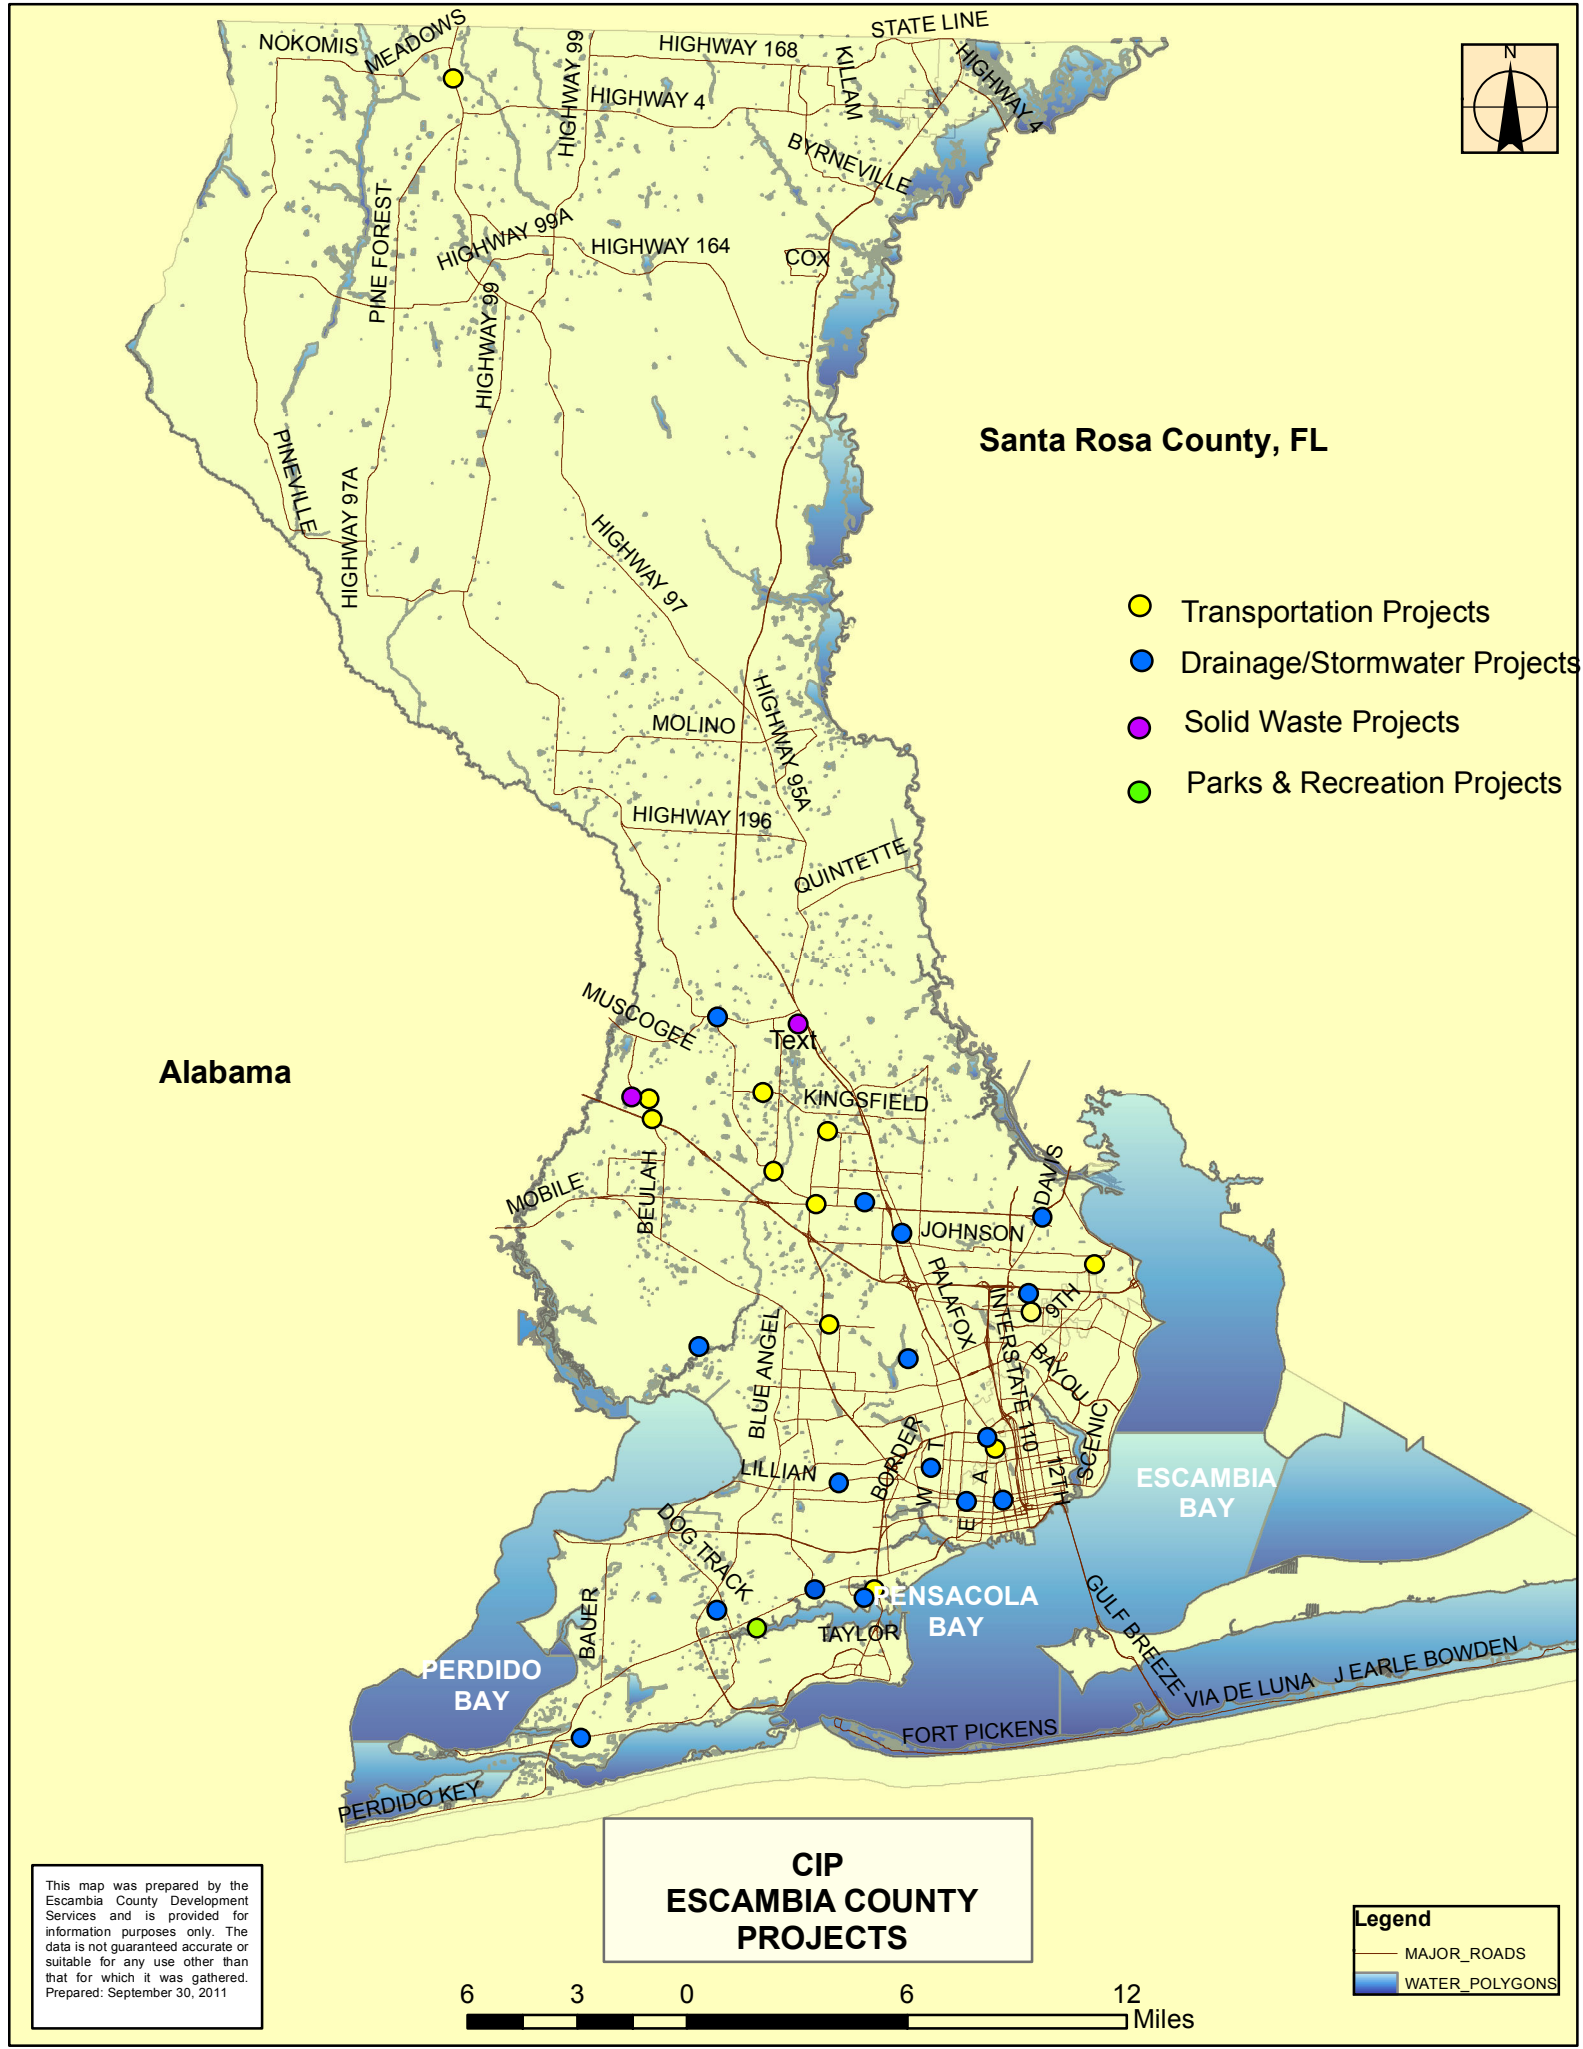 STATE LINE
NOKOMIS
MEADOWS
HIGHWAY 99
HIGHWAY 168
KILLAM
HIGHWAY 4
N
HIGHWAY 4
BYRNEVILLE
PINE FOREST
HIGHWAY 99A
HIGHWAY 164
COX
HIGHWAY 99
Santa Rosa County, FL
PINEVILLE
HIGHWAY 97A
HIGHWAY 97
Transportation Projects
Drainage/Stormwater Projects
Solid Waste Projects
Parks & Recreation Projects
MOLINO
HIGHWAY 95A
HIGHWAY 196
QUINTETTE
MUSCOGEE
Text
Alabama
KINGSFIELD
MOBILE
BEULAH
DAVIS
JOHNSON
PALAFOX
INTERSTATE 110
9TH
BLUE ANGEL
BAYOU
SCENIC
BORDER
T
W
LILLIAN
A
E
12TH
ESCAMBIA
BAY
DOG TRACK
BAUER
PENSACOLA
BAY
TAYLOR
GULF BREEZE
PERDIDO
BAY
VIA DE LUNA
J EARLE BOWDEN
FORT PICKENS
PERDIDO KEY
CIP
ESCAMBIA COUNTY
PROJECTS
This map was prepared by the
Escambia County Development
Services and is provided for
information purposes only. The
data is not guaranteed accurate or
suitable for any use other than
that for which it was gathered.
Prepared: September 30, 2011
Legend
MAJOR_ROADS
WATER_POLYGONS
6 3 0 6 12
Miles